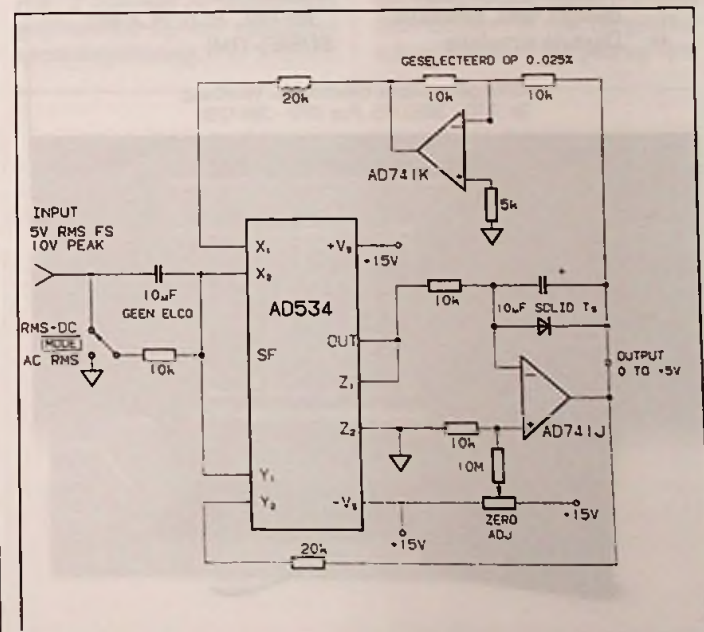 GESELECTEERD OP 0.025%
20k
10k
10k
AD741K
5k
INPUT
5V RMS FS
10V PEAK
10µF
GEEN ELCO
RMS-DC
MODE
AC RMS
10k
X₁
X₂
+Vs
+15V
AD534
SF
OUT
Z₁
Z₂
Y₁
Y₂
-Vs
10k
+
10µF SOLID Ts
OUTPUT
0 TO +5V
-
+
AD741J
10k
10M
ZERO
ADJ
+15V
+15V
20k